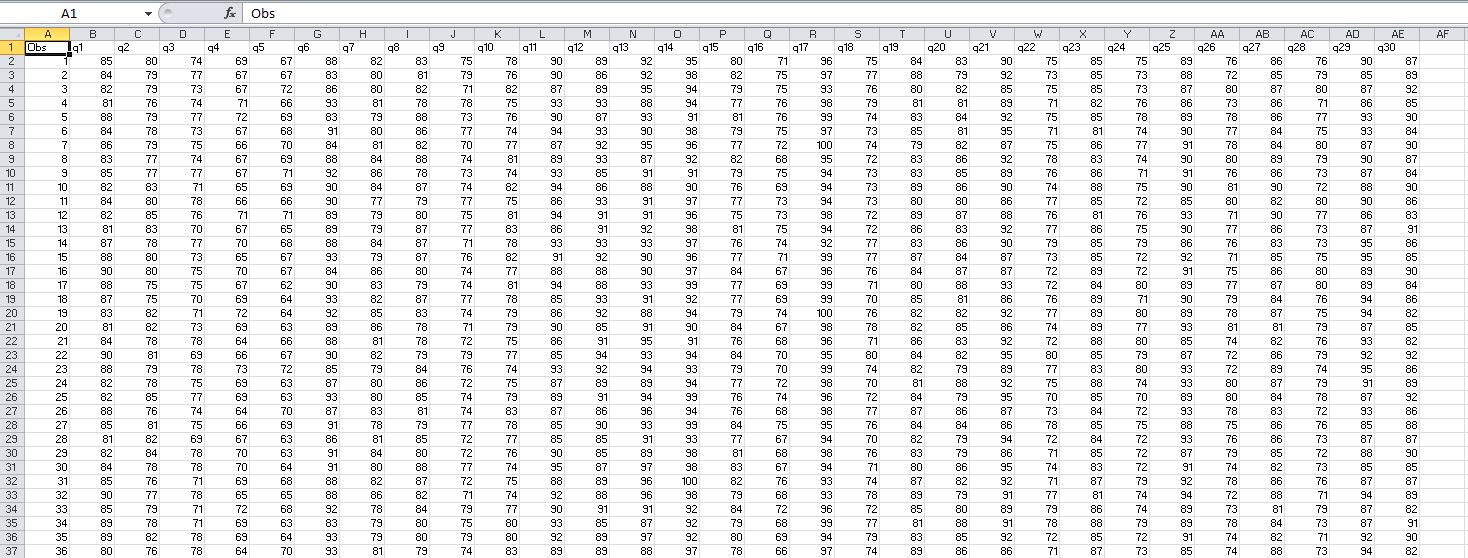 A1 fx Obs
A B C D E F G H I J K L M N O P Q R S T U V W X Y Z AA AB AC AD AE AF
1 Obs q1 q2 q3 q4 q5 q6 q7 q8 q9 q10 q11 q12 q13 q14 q15 q16 q17 q18 q19 q20 q21 q22 q23 q24 q25 q26 q27 q28 q29 q30
2 1 85 80 74 69 67 88 82 83 75 78 90 89 92 95 80 71 96 75 84 83 90 75 85 75 89 76 86 76 90 87
3 2 84 79 77 67 67 83 80 81 79 76 90 86 92 98 82 75 97 77 88 79 92 73 85 73 88 72 85 79 85 89
4 3 82 79 73 67 72 86 80 82 71 82 87 89 95 94 79 75 93 76 80 82 85 75 85 73 87 80 87 80 87 92
5 4 81 76 74 71 66 93 81 78 78 75 93 93 88 94 77 76 98 79 81 81 89 71 82 76 86 73 86 71 86 85
6 5 88 79 77 72 69 83 79 88 73 76 90 87 93 91 81 76 99 74 83 84 92 75 85 78 89 78 86 77 93 90
7 6 84 78 73 67 68 91 80 86 77 74 94 93 90 98 79 75 97 73 85 81 95 71 81 74 90 77 84 75 93 84
8 7 86 79 75 66 70 84 81 82 70 77 87 92 95 96 77 72 100 74 79 82 87 75 86 77 91 78 84 80 87 90
9 8 83 77 74 67 69 88 84 88 74 81 89 93 87 92 82 68 95 72 83 86 92 78 83 74 90 80 89 79 90 87
10 9 85 77 77 67 71 92 86 78 73 74 93 85 91 91 79 75 94 73 83 85 89 76 86 71 91 76 86 73 87 84
11 10 82 83 71 65 69 90 84 87 74 82 94 86 88 90 76 69 94 73 89 86 90 74 88 75 90 81 90 72 88 90
12 11 84 80 78 66 66 90 77 79 77 75 86 93 91 97 77 73 94 73 80 80 86 77 85 72 85 80 82 80 90 86
13 12 82 85 76 71 71 89 79 80 75 81 94 91 91 96 75 73 98 72 89 87 88 76 81 76 93 71 90 77 86 83
14 13 81 83 70 67 65 89 79 87 77 83 86 91 92 98 81 75 94 72 86 83 92 77 86 75 90 77 86 73 87 91
15 14 87 78 77 70 68 88 84 87 71 78 93 93 93 97 76 74 92 77 83 86 90 79 85 79 86 76 83 73 95 86
16 15 88 80 73 65 67 93 79 87 76 82 91 92 90 96 77 71 99 77 87 84 87 73 85 72 92 71 85 75 95 85
17 16 90 80 75 70 67 84 86 80 74 77 88 88 90 97 84 67 96 76 84 87 87 72 89 72 91 75 86 80 89 90
18 17 88 75 75 67 62 90 83 79 74 81 94 88 93 95 68 69 99 71 80 88 93 72 84 80 89 77 87 80 89 84
19 18 87 75 70 69 64 93 82 87 77 78 85 93 91 92 77 69 99 70 85 81 86 76 89 71 90 79 84 76 94 86
20 19 83 82 71 72 64 92 85 83 74 79 86 92 88 94 79 74 100 76 82 82 92 77 89 80 89 78 87 75 94 82
21 20 81 82 73 69 63 89 86 78 71 79 90 85 91 90 84 67 98 78 82 85 86 74 89 77 93 81 81 79 87 85
22 21 84 78 78 64 66 88 81 78 72 75 86 91 95 91 76 68 96 71 86 83 92 72 88 80 85 74 82 76 93 82
23 22 90 81 69 66 67 90 82 79 79 77 85 94 93 94 84 70 95 80 84 82 95 80 85 79 87 72 86 79 92 92
24 23 88 79 78 73 72 85 79 84 76 74 93 92 94 93 79 70 99 74 82 79 89 77 83 80 93 72 89 74 95 86
25 24 82 78 75 69 63 87 80 86 72 75 87 89 89 94 77 72 98 70 81 88 92 75 88 74 93 80 87 79 91 89
26 25 82 85 77 69 63 93 80 85 74 79 89 91 94 99 76 74 96 72 84 79 95 70 85 70 89 80 84 78 87 92
27 26 88 76 74 64 70 87 83 81 74 83 87 86 96 94 76 68 98 77 87 86 87 73 84 72 93 78 83 72 93 86
28 27 85 81 75 66 69 91 78 79 77 78 85 90 93 99 84 75 95 76 84 84 86 78 85 75 88 75 86 76 85 88
29 28 81 82 69 67 63 86 81 85 72 77 85 85 91 93 77 67 94 70 82 79 94 72 84 72 93 76 86 73 87 87
30 29 82 84 78 70 63 91 84 80 72 76 90 85 89 98 81 68 98 76 83 79 86 71 85 72 87 79 85 72 88 90
31 30 84 78 78 70 64 91 80 88 77 74 95 87 97 98 83 67 94 71 80 86 95 74 83 72 91 74 82 73 85 85
32 31 85 76 71 69 68 88 82 87 72 75 88 89 96 100 82 76 93 74 87 82 92 71 87 79 92 78 86 76 87 87
33 32 90 77 78 65 65 88 86 82 71 74 92 88 96 98 79 68 93 78 89 79 91 77 81 74 94 72 88 71 94 89
34 33 85 79 71 72 68 92 78 84 79 77 90 91 91 92 84 72 96 72 85 80 89 79 86 74 89 73 81 79 87 82
35 34 89 78 71 69 63 83 79 80 75 80 93 85 87 92 79 68 99 77 81 88 91 78 88 79 89 78 84 73 87 91
36 35 89 82 78 69 63 94 80 79 80 92 89 97 92 80 69 94 74 82 85 90 79 85 79 89 78 82 71 92 90
37 36 80 76 78 64 70 93 81 79 74 83 89 89 88 97 78 66 97 74 89 86 86 71 87 73 85 74 88 73 94 82